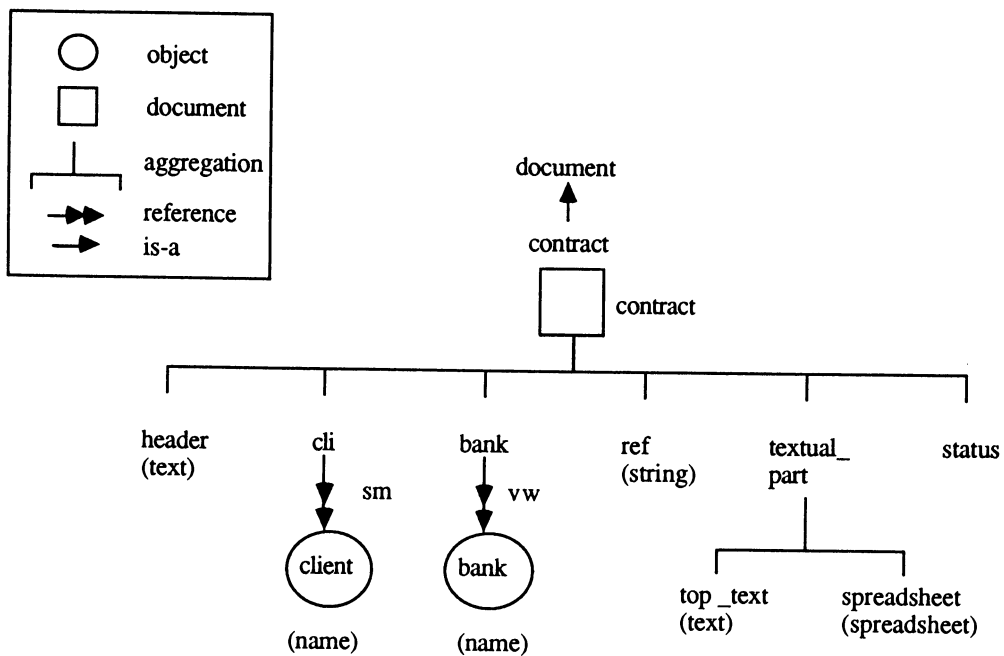 object
document
aggregation
reference
is-a
document
contract
contract
header
(text)
cli
bank
ref
(string)
textual_
part
status
sm
vw
client
bank
top _text
(text)
spreadsheet
(spreadsheet)
(name)
(name)